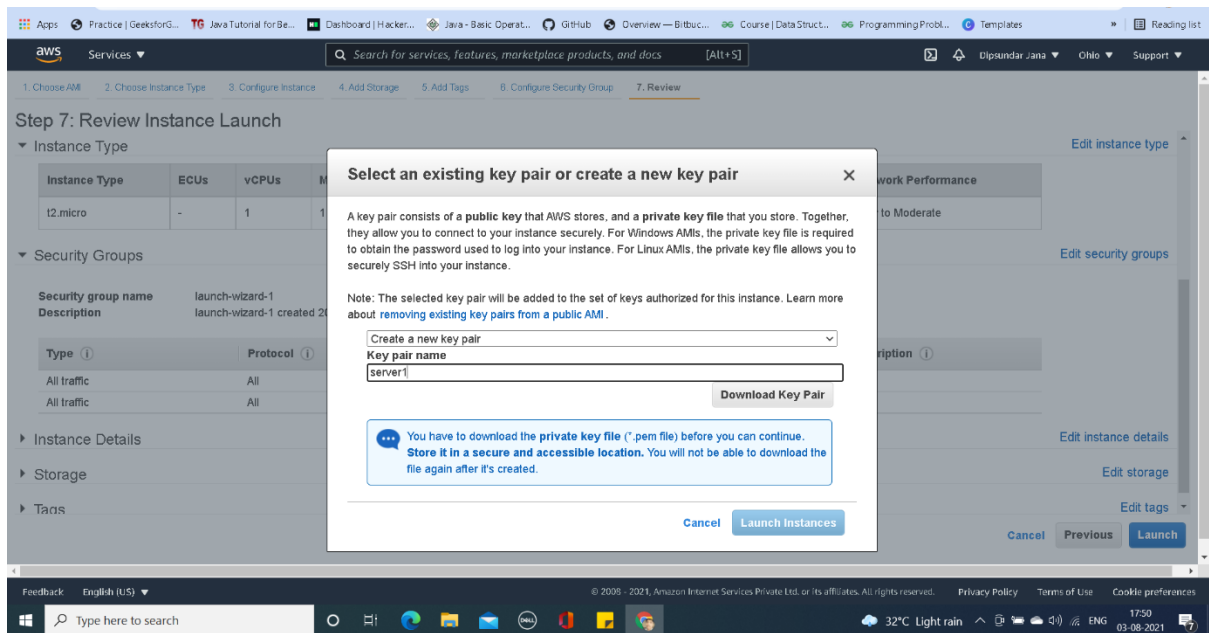 Apps Practice | GeeksforG... Java Tutorial for Be... Dashboard | Hacker... Java - Basic Operat... GitHub Overview — Bitbuc... Course | Data Struct... Programming Probl... Templates » Reading list
aws Services ▼ Search for services, features, marketplace products, and docs [Alt+S] Dipsundar Jana ▼ Ohio ▼ Support ▼
1. Choose AMI 2. Choose Instance Type 3. Configure Instance 4. Add Storage 5. Add Tags 6. Configure Security Group 7. Review
Step 7: Review Instance Launch
Instance Type Edit instance type
Instance Type ECUs vCPUs M work Performance
t2.micro - 1 1 to Moderate
Security Groups Edit security groups
Security group name launch-wizard-1
Description launch-wizard-1 created 20
Type Protocol ription
All traffic All
All traffic All
Instance Details Edit instance details
Storage Edit storage
Tags Edit tags
Cancel Previous Launch
Select an existing key pair or create a new key pair ×
A key pair consists of a public key that AWS stores, and a private key file that you store. Together,
they allow you to connect to your instance securely. For Windows AMIs, the private key file is required
to obtain the password used to log into your instance. For Linux AMIs, the private key file allows you to
securely SSH into your instance.
Note: The selected key pair will be added to the set of keys authorized for this instance. Learn more
about removing existing key pairs from a public AMI .
Create a new key pair
Key pair name
server1
Download Key Pair
You have to download the private key file (*.pem file) before you can continue.
Store it in a secure and accessible location. You will not be able to download the
file again after it's created.
Cancel Launch Instances
Feedback English (US) ▼ © 2008 - 2021, Amazon Internet Services Private Ltd. or its affiliates. All rights reserved. Privacy Policy Terms of Use Cookie preferences
Type here to search 32°C Light rain ENG 17:50
03-08-2021